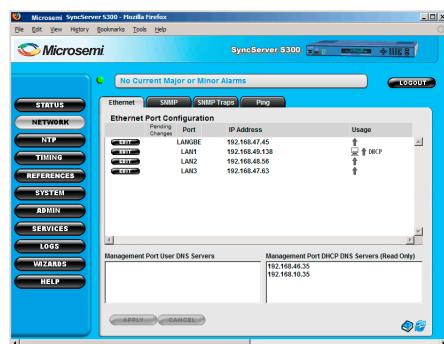 Microsemi SyncServer S300 - Mozilla Firefox
File Edit View History Bookmarks Tools Help
Microsemi
SyncServer S300
No Current Major or Minor Alarms
LOGOUT
STATUS
NETWORK
NTP
TIMING
REFERENCES
SYSTEM
ADMIN
SERVICES
LOGS
WIZARDS
HELP
Ethernet SNMP SNMP Traps Ping
Ethernet Port Configuration
Pending Changes Port IP Address Usage
EDIT LANGBE 192.168.47.45
EDIT LAN1 192.168.49.138 DHCP
EDIT LAN2 192.168.48.56
EDIT LAN3 192.168.47.63
Management Port User DNS Servers
Management Port DHCP DNS Servers (Read Only)
192.168.46.35
192.168.10.35
APPLY CANCEL